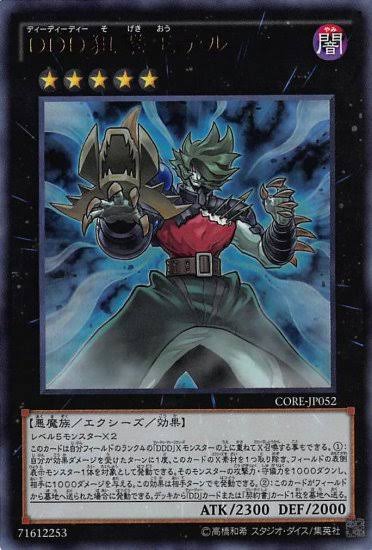 ディーディーディー そ げき おう
DDD狙撃王テル
やみ
闇
CORE-JP052
【悪魔族/エクシーズ/効果】
レベル5モンスター×2
このカードは自分フィールドのランク4の「DDD」Xモンスターの上に重ねてX召喚する事もできる。①：
自分が効果ダメージを受けたターンに1度、このカードのX素材を1つ取り除き、フィールドの表側
表示モンスター1体を対象として発動できる。そのモンスターの攻撃力・守備力を1000ダウンし、
相手に1000ダメージを与える。この効果は相手ターンでも発動できる。②：このカードがフィールド
から墓地へ送られた場合に発動できる。デッキから「DD」カードまたは「契約書」カード1枚を墓地へ送る。
ATK/2300 DEF/2000
71612253
©高橋和希 スタジオ・ダイス/集英社